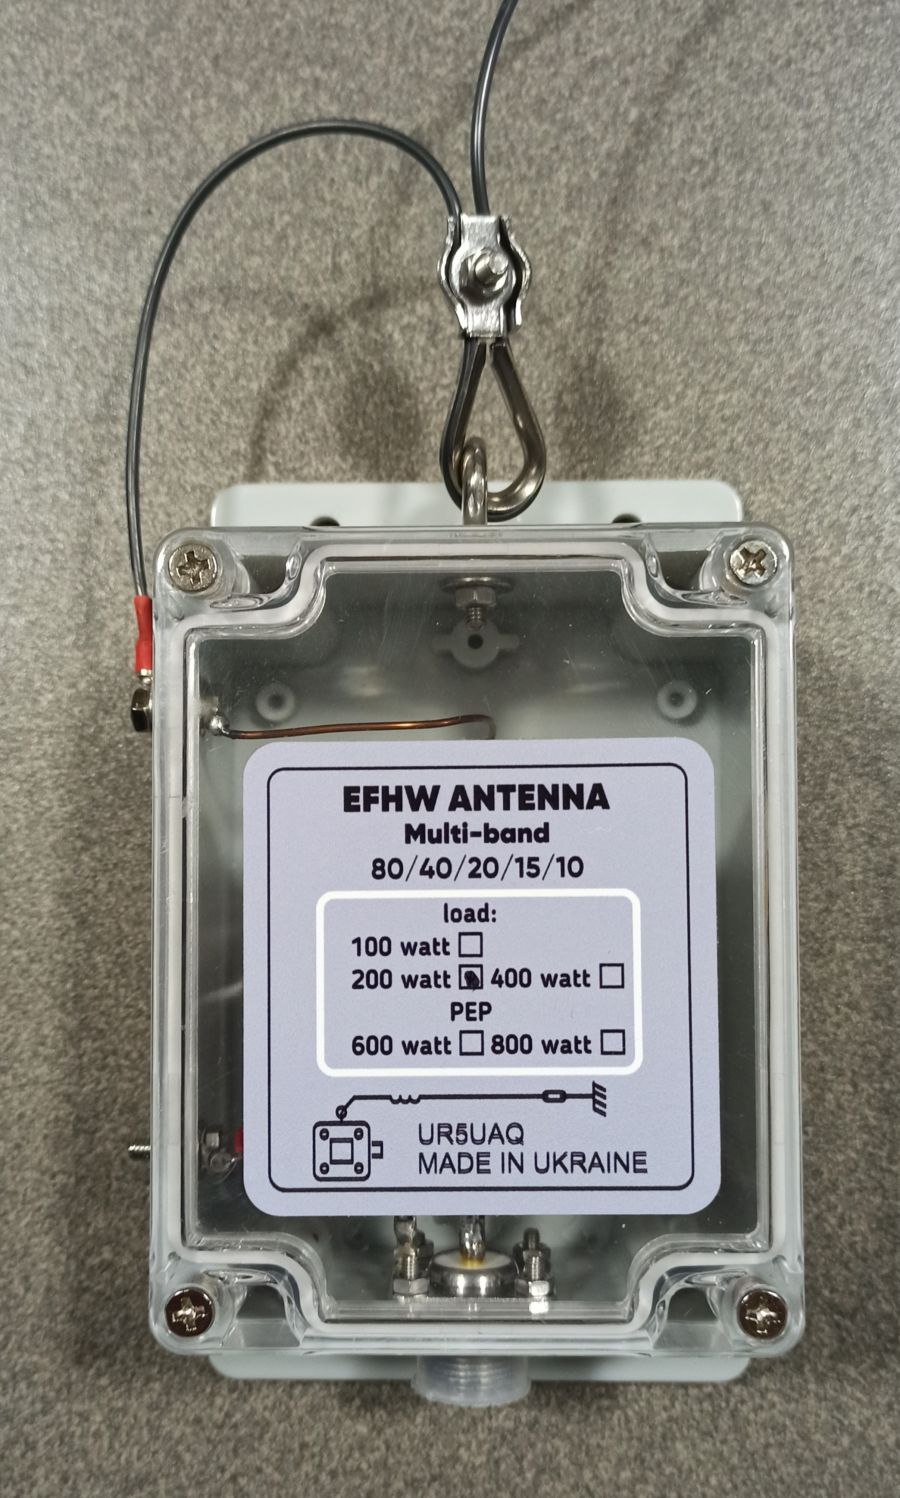 EFHW ANTENNA
Multi-band
80/40/20/15/10
load:
100 watt
200 watt 400 watt
PEP
600 watt 800 watt
UR5UAQ
MADE IN UKRAINE